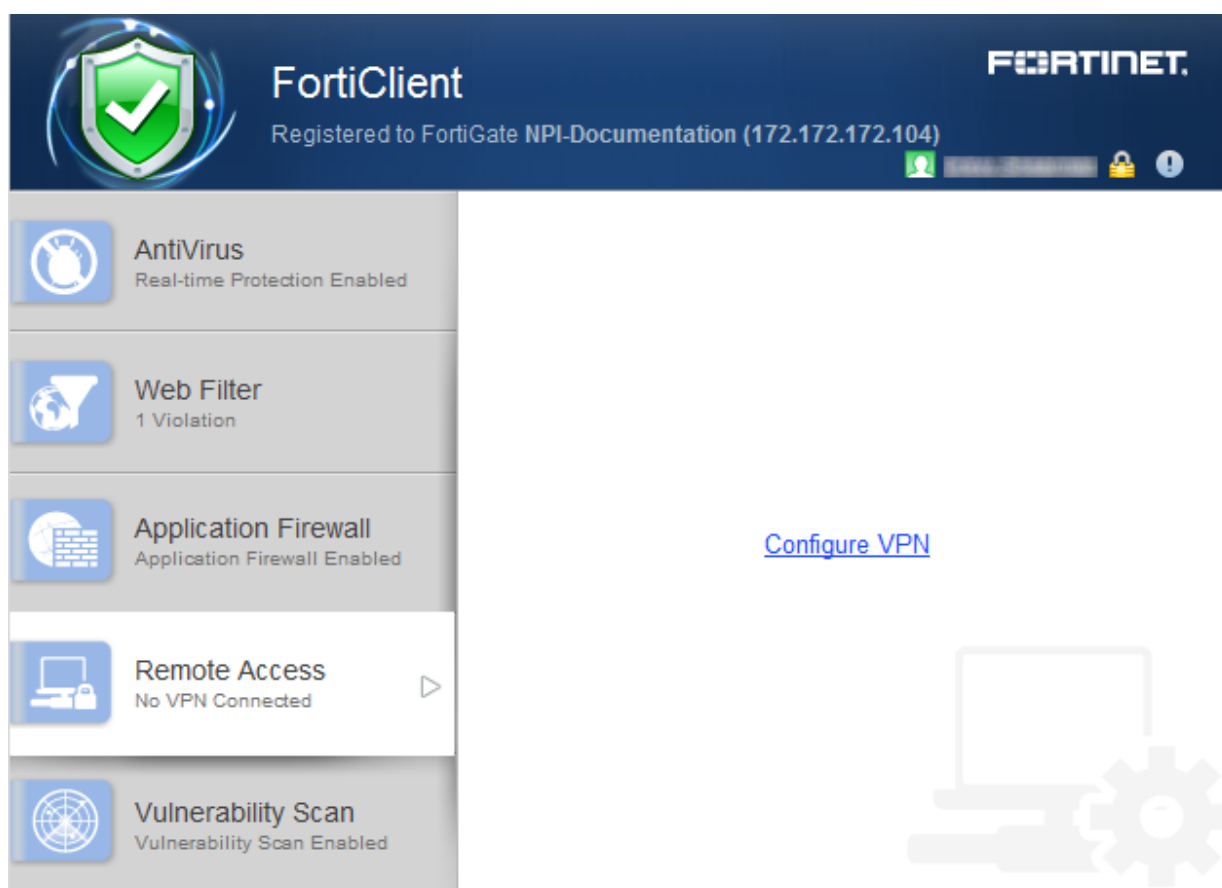 FORTINET
FortiClient
Registered to FortiGate NPI-Documentation (172.172.172.104)
AntiVirus
Real-time Protection Enabled
Web Filter
1 Violation
Application Firewall
Application Firewall Enabled
Configure VPN
Remote Access
No VPN Connected
Vulnerability Scan
Vulnerability Scan Enabled